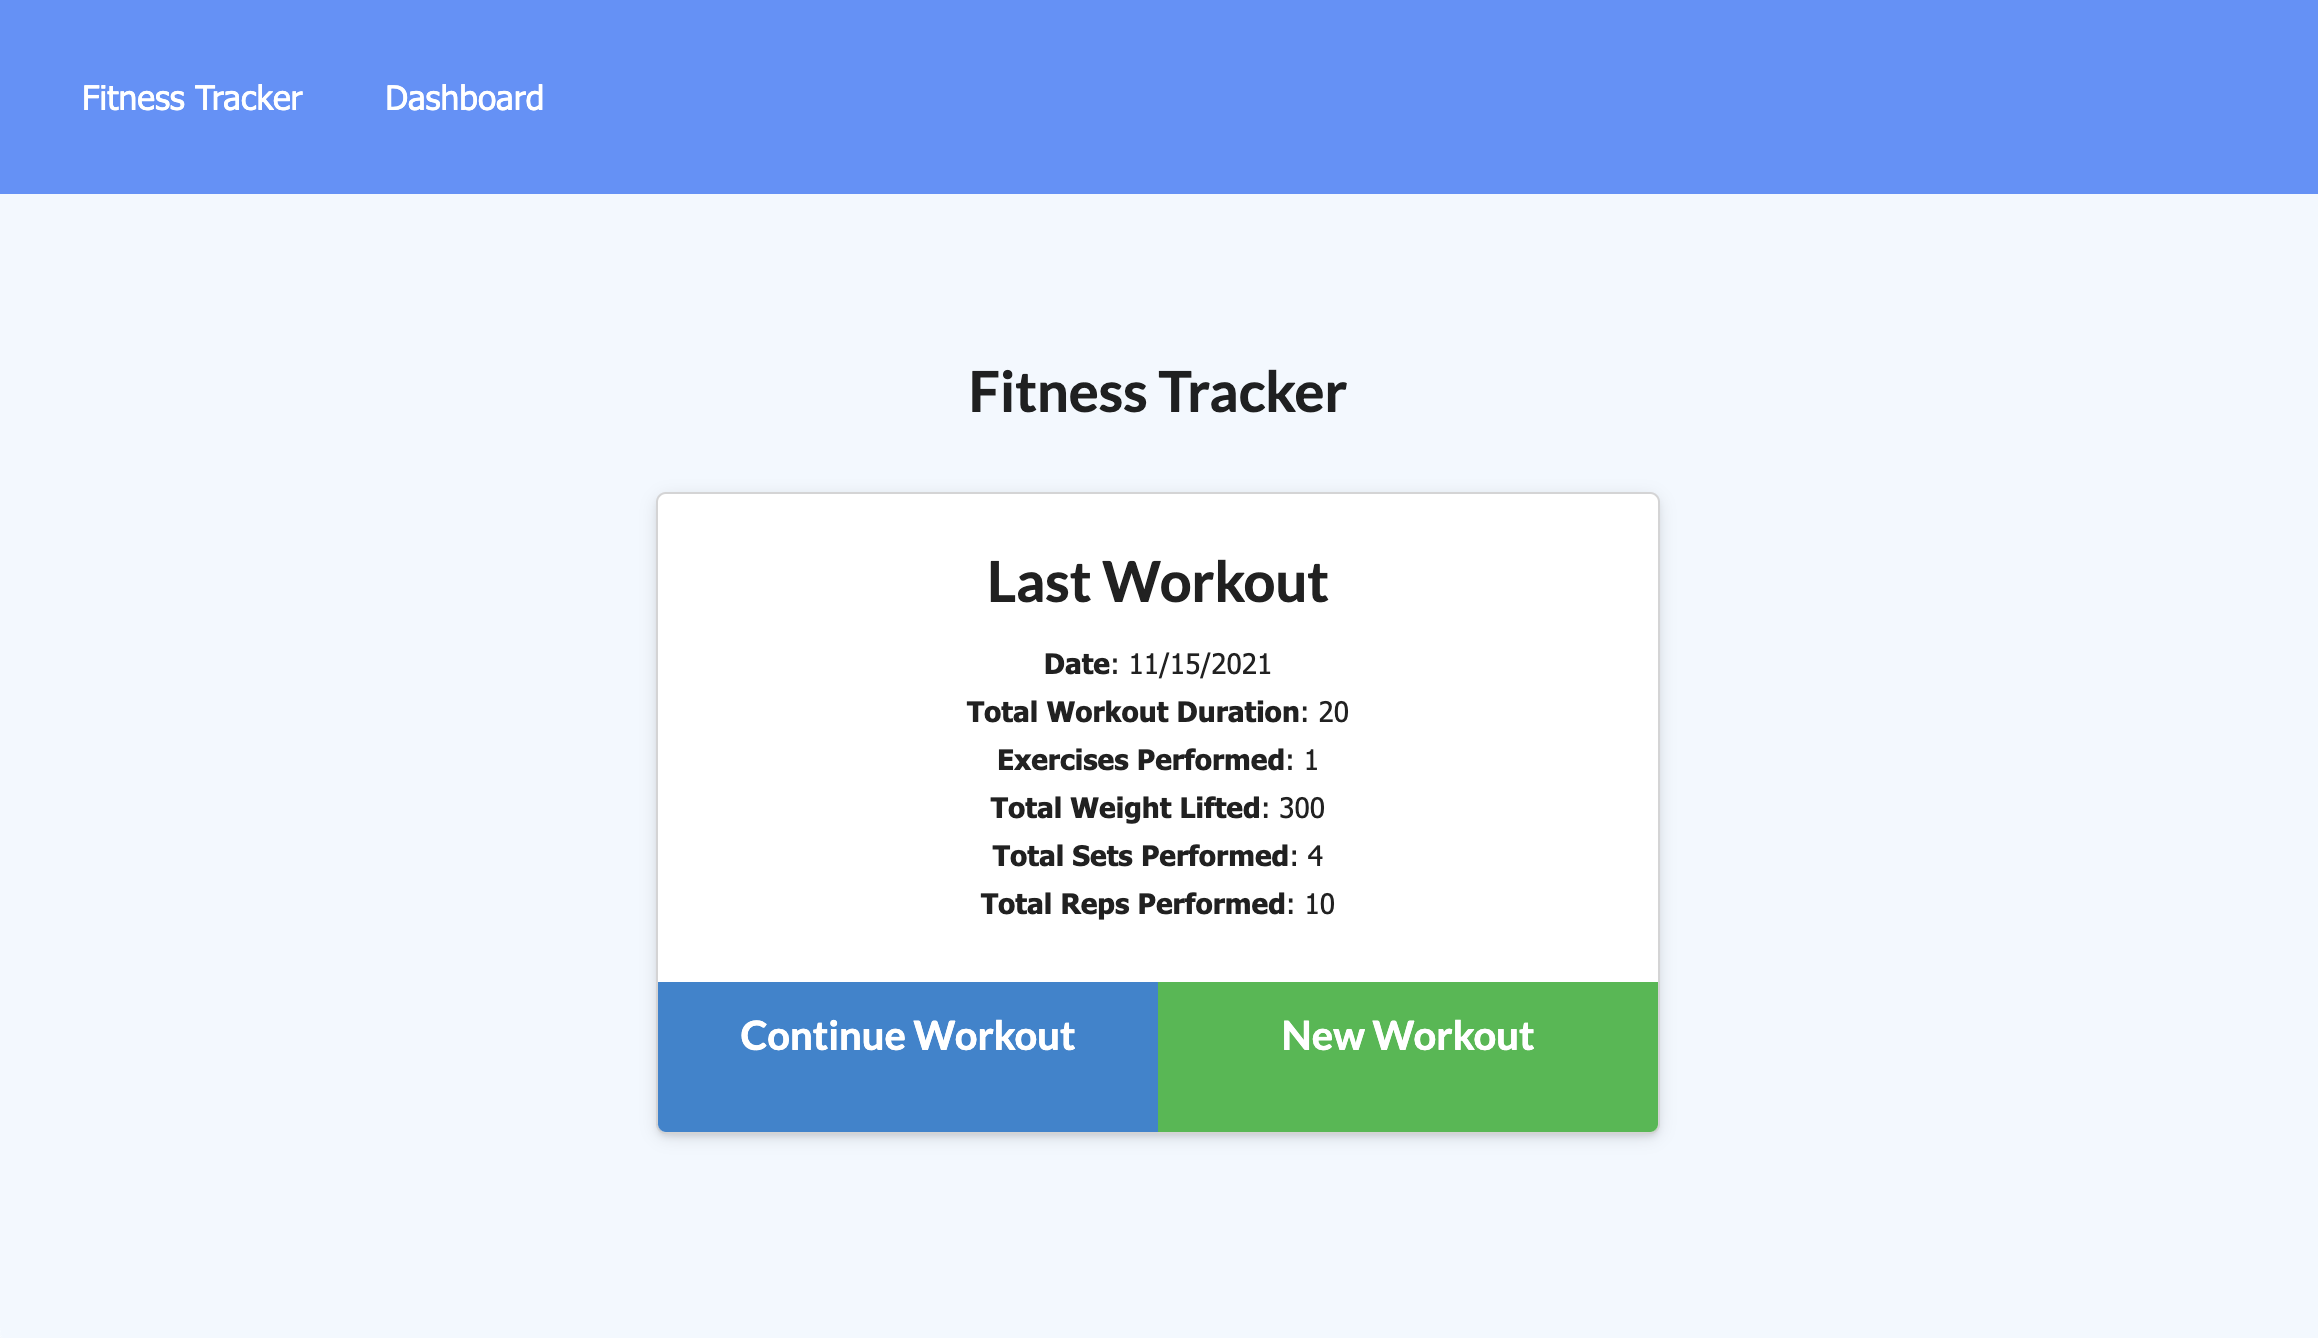 Fitness Tracker Dashboard
Fitness Tracker
Last Workout
Date: 11/15/2021
Total Workout Duration: 20
Exercises Performed: 1
Total Weight Lifted: 300
Total Sets Performed: 4
Total Reps Performed: 10
Continue Workout New Workout